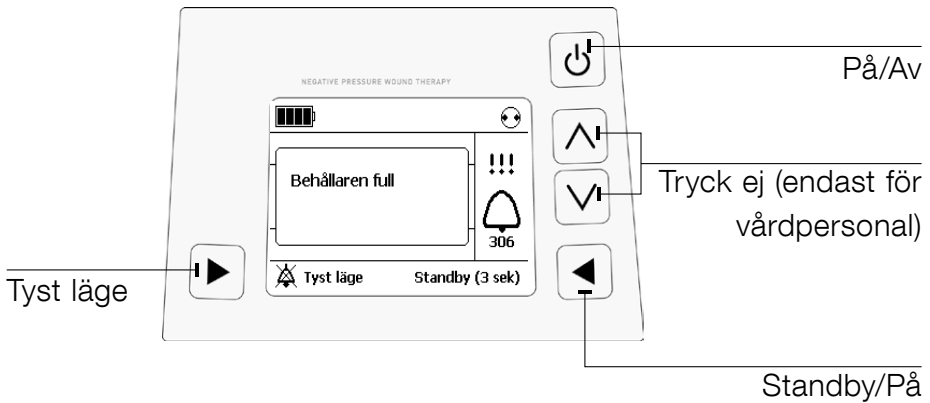 NEGATIVE PRESSURE WOUND THERAPY
På/Av
Behållaren full
!!!
306
Tryck ej (endast för
vårdpersonal)
Tyst läge
Standby (3 sek)
Tyst läge
Standby/På